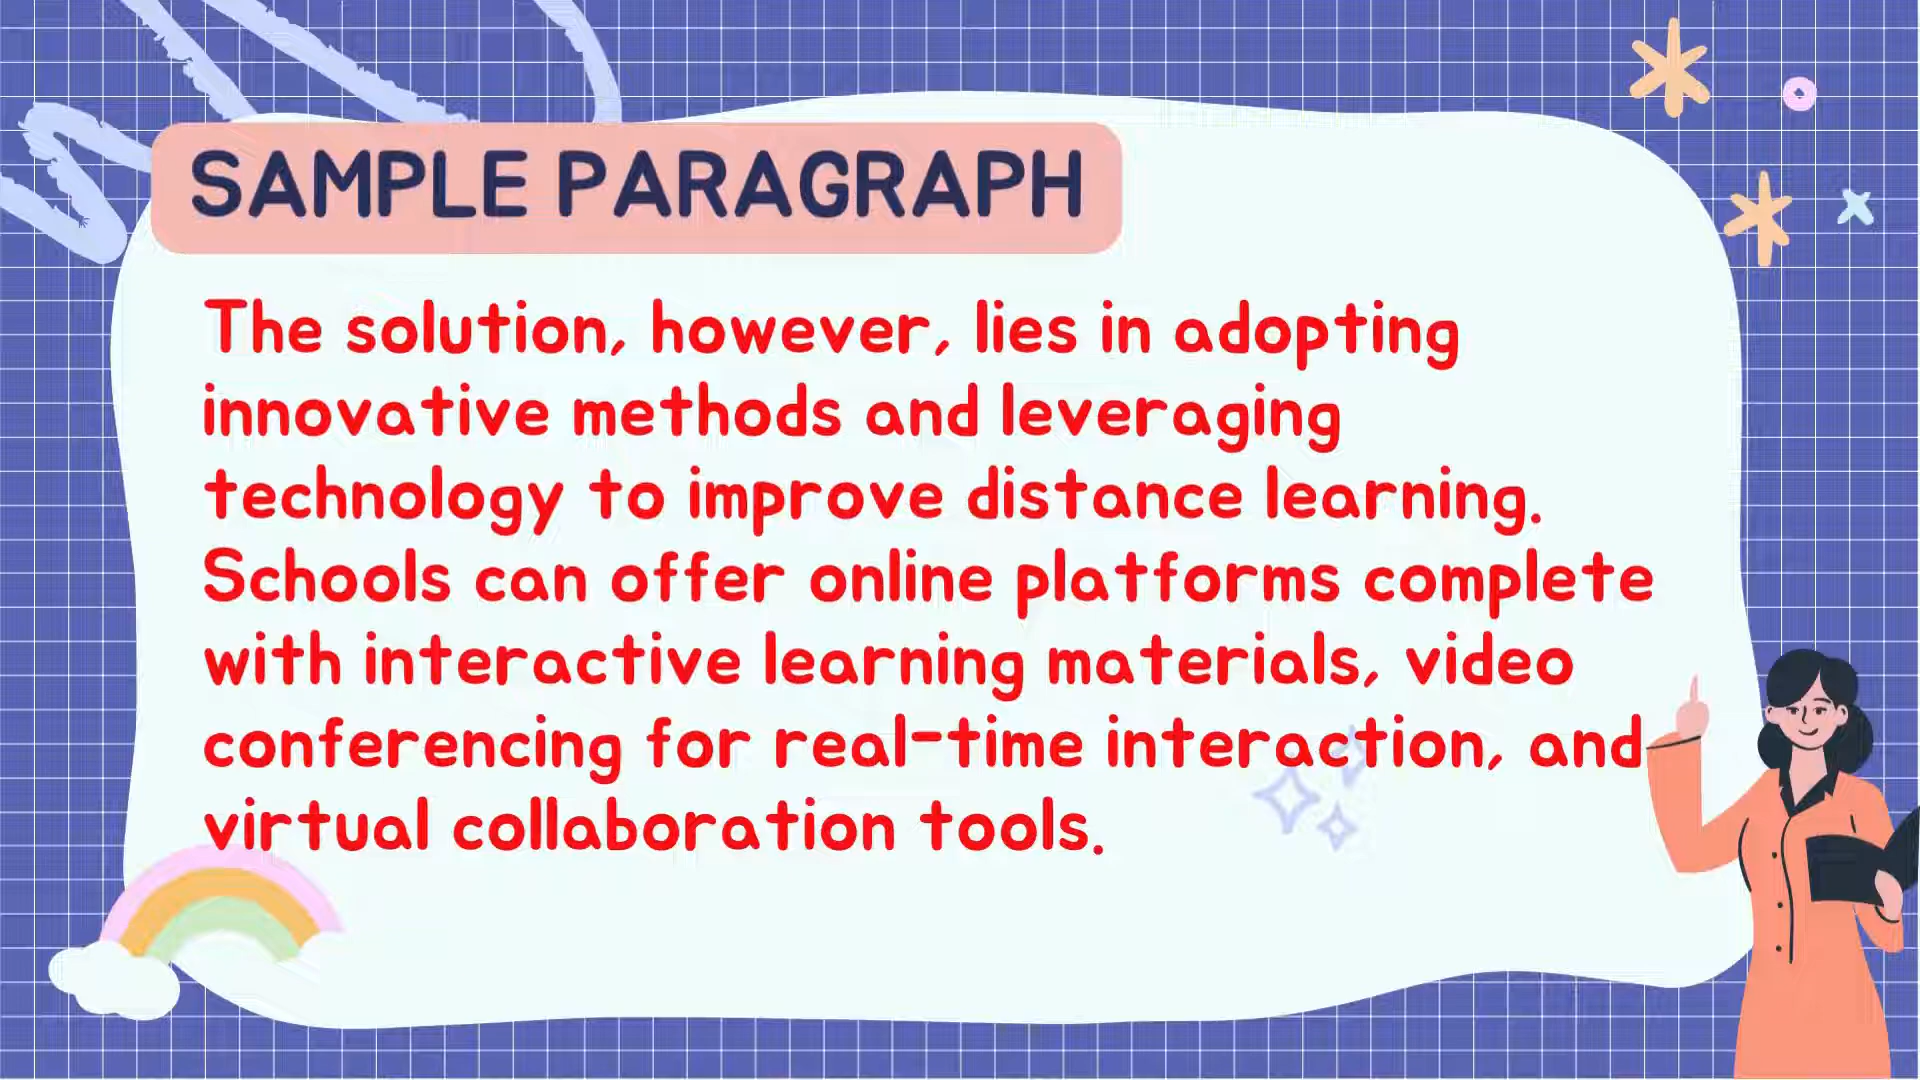 SAMPLE PARAGRAPH
The solution, however, lies in adopting
innovative methods and leveraging
technology to improve distance learning.
Schools can offer online platforms complete
with interactive learning materials, video
conferencing for real-time interaction, and
virtual collaboration tools.